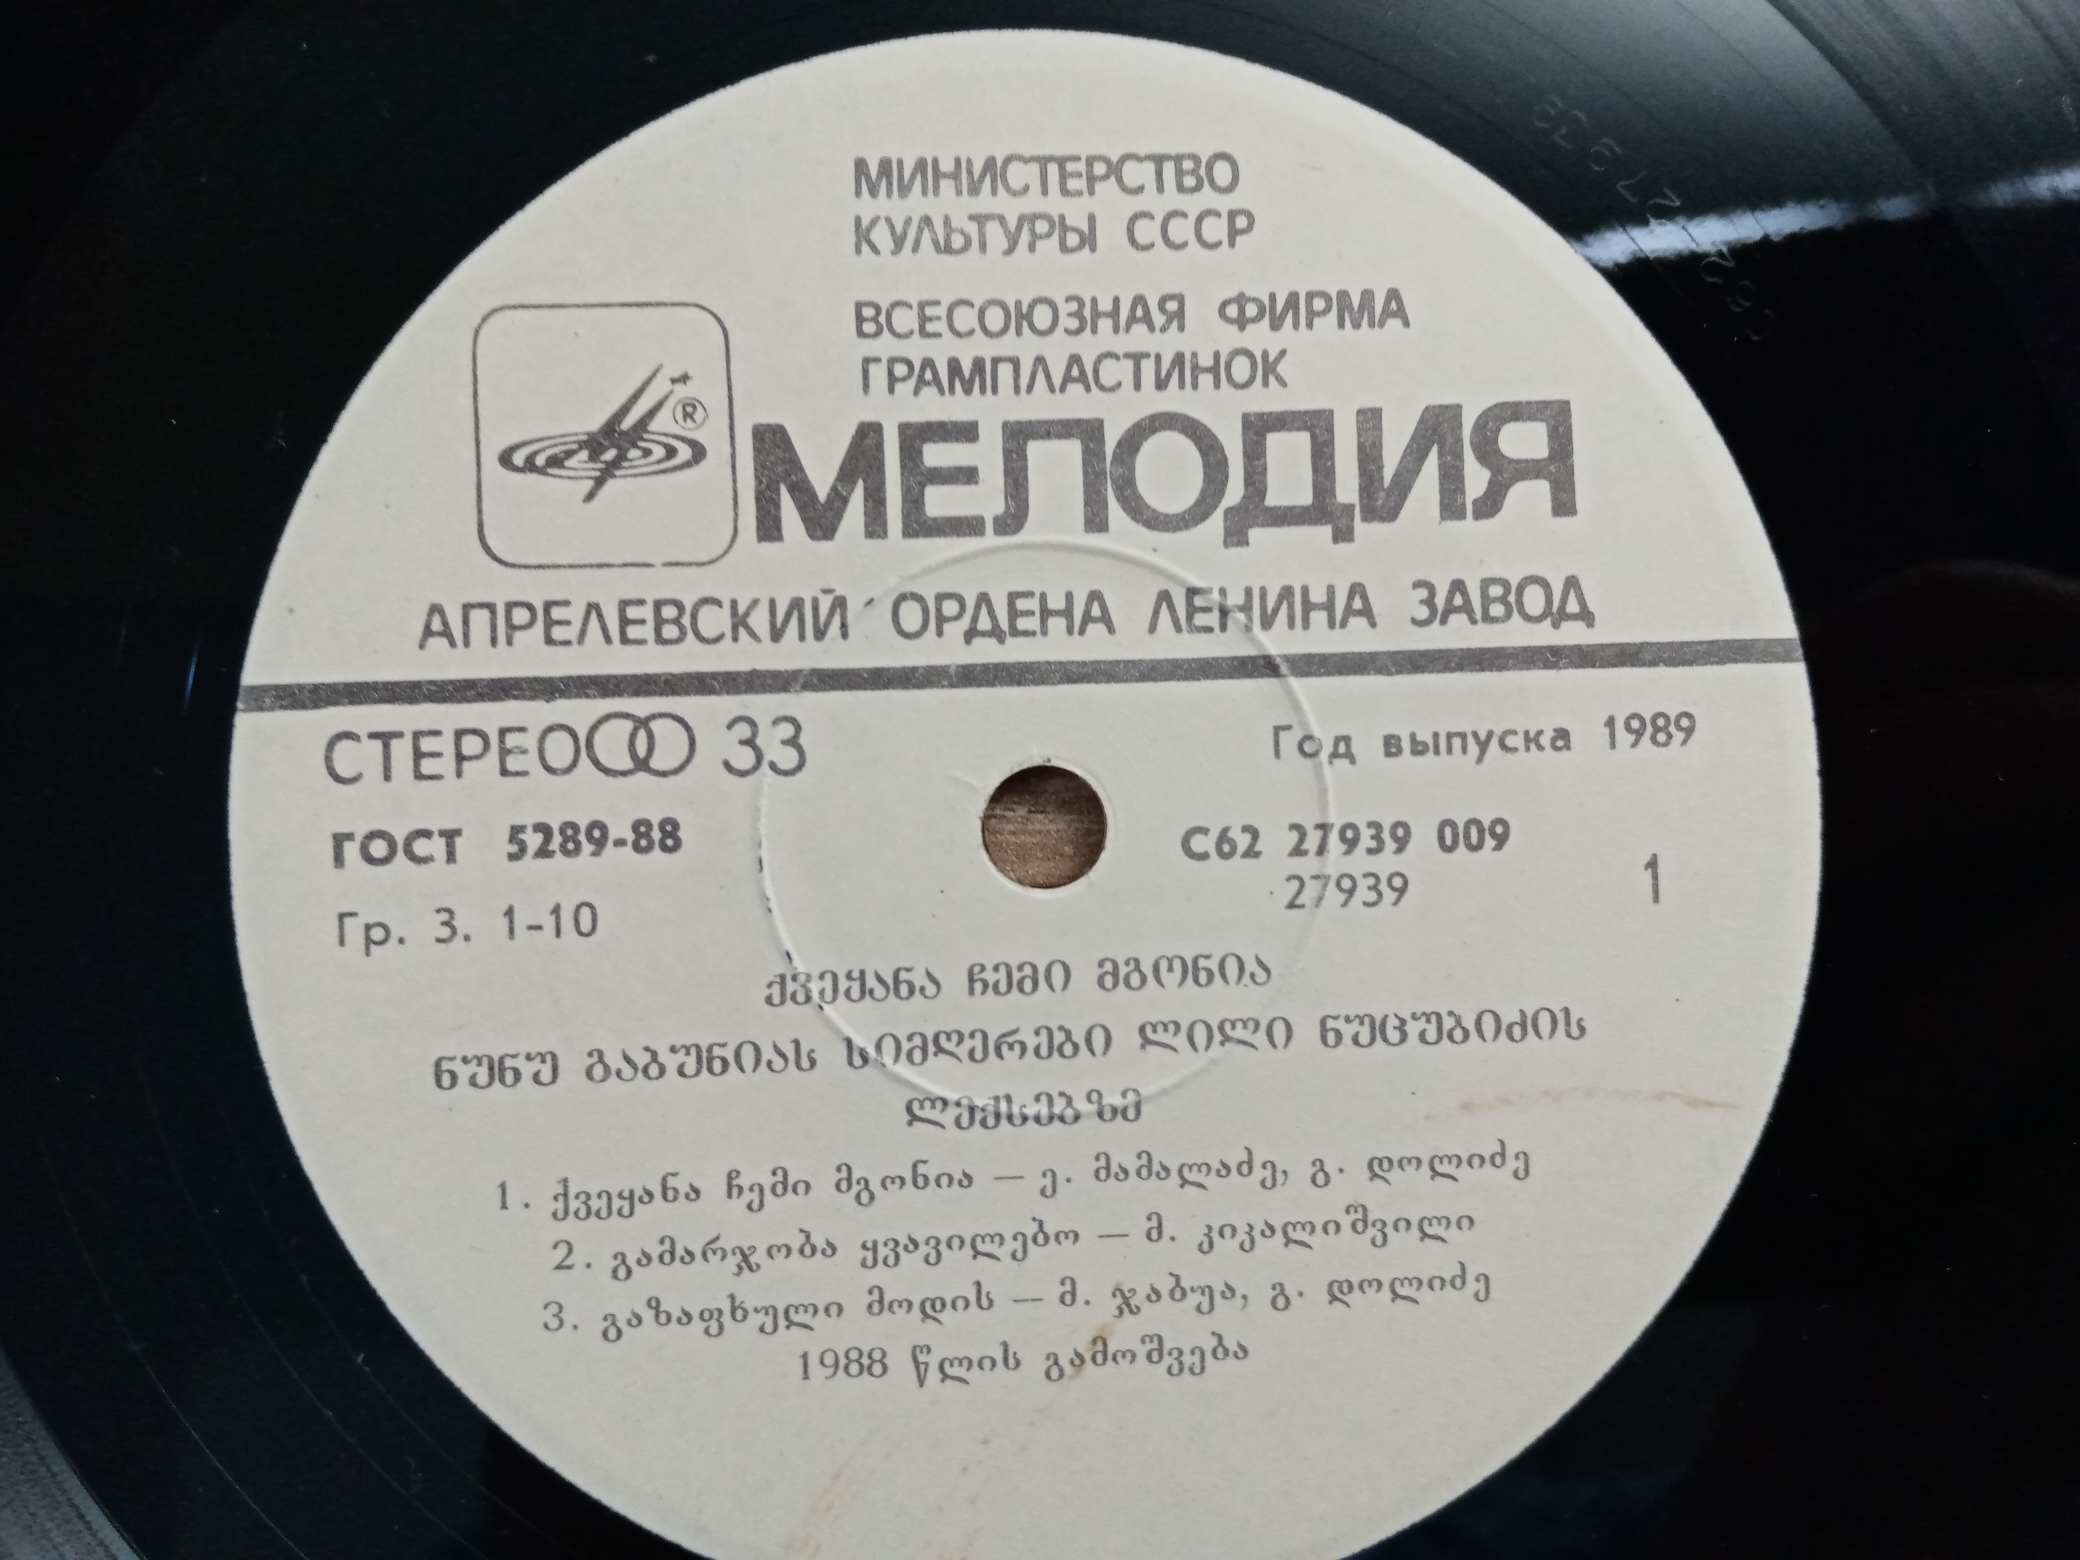 МИНИСТЕРСТВО
КУЛЬТУРЫ СССР
ВСЕСОЮЗНАЯ ФИРМА
ГРАМПЛАСТИНОК
®
МЕЛОДИЯ
АПРЕЛЕВСКИЙ ОРДЕНА ЛЕНИНА ЗАВОД
СТЕРЕО 33
Год выпуска 1989
ГОСТ 5289-88
С62 27939 009
Гр. 3. 1-10
27939
1
ქვეყანა ჩემი მგონია
ნუნუ გაბუნიას სიმღერები ლილი ნუცუბიძის
ლექსებზე
1. ქვეყანა ჩემი მგონია — ე. მამალაძე, გ. დოლიძე
2. გამარჯობა ყვავილებო — მ. კიკალიშვილი
3. გაზაფხული მოდის — მ. ჯაბუა, გ. დოლიძე
1988 წლის გამოშვება